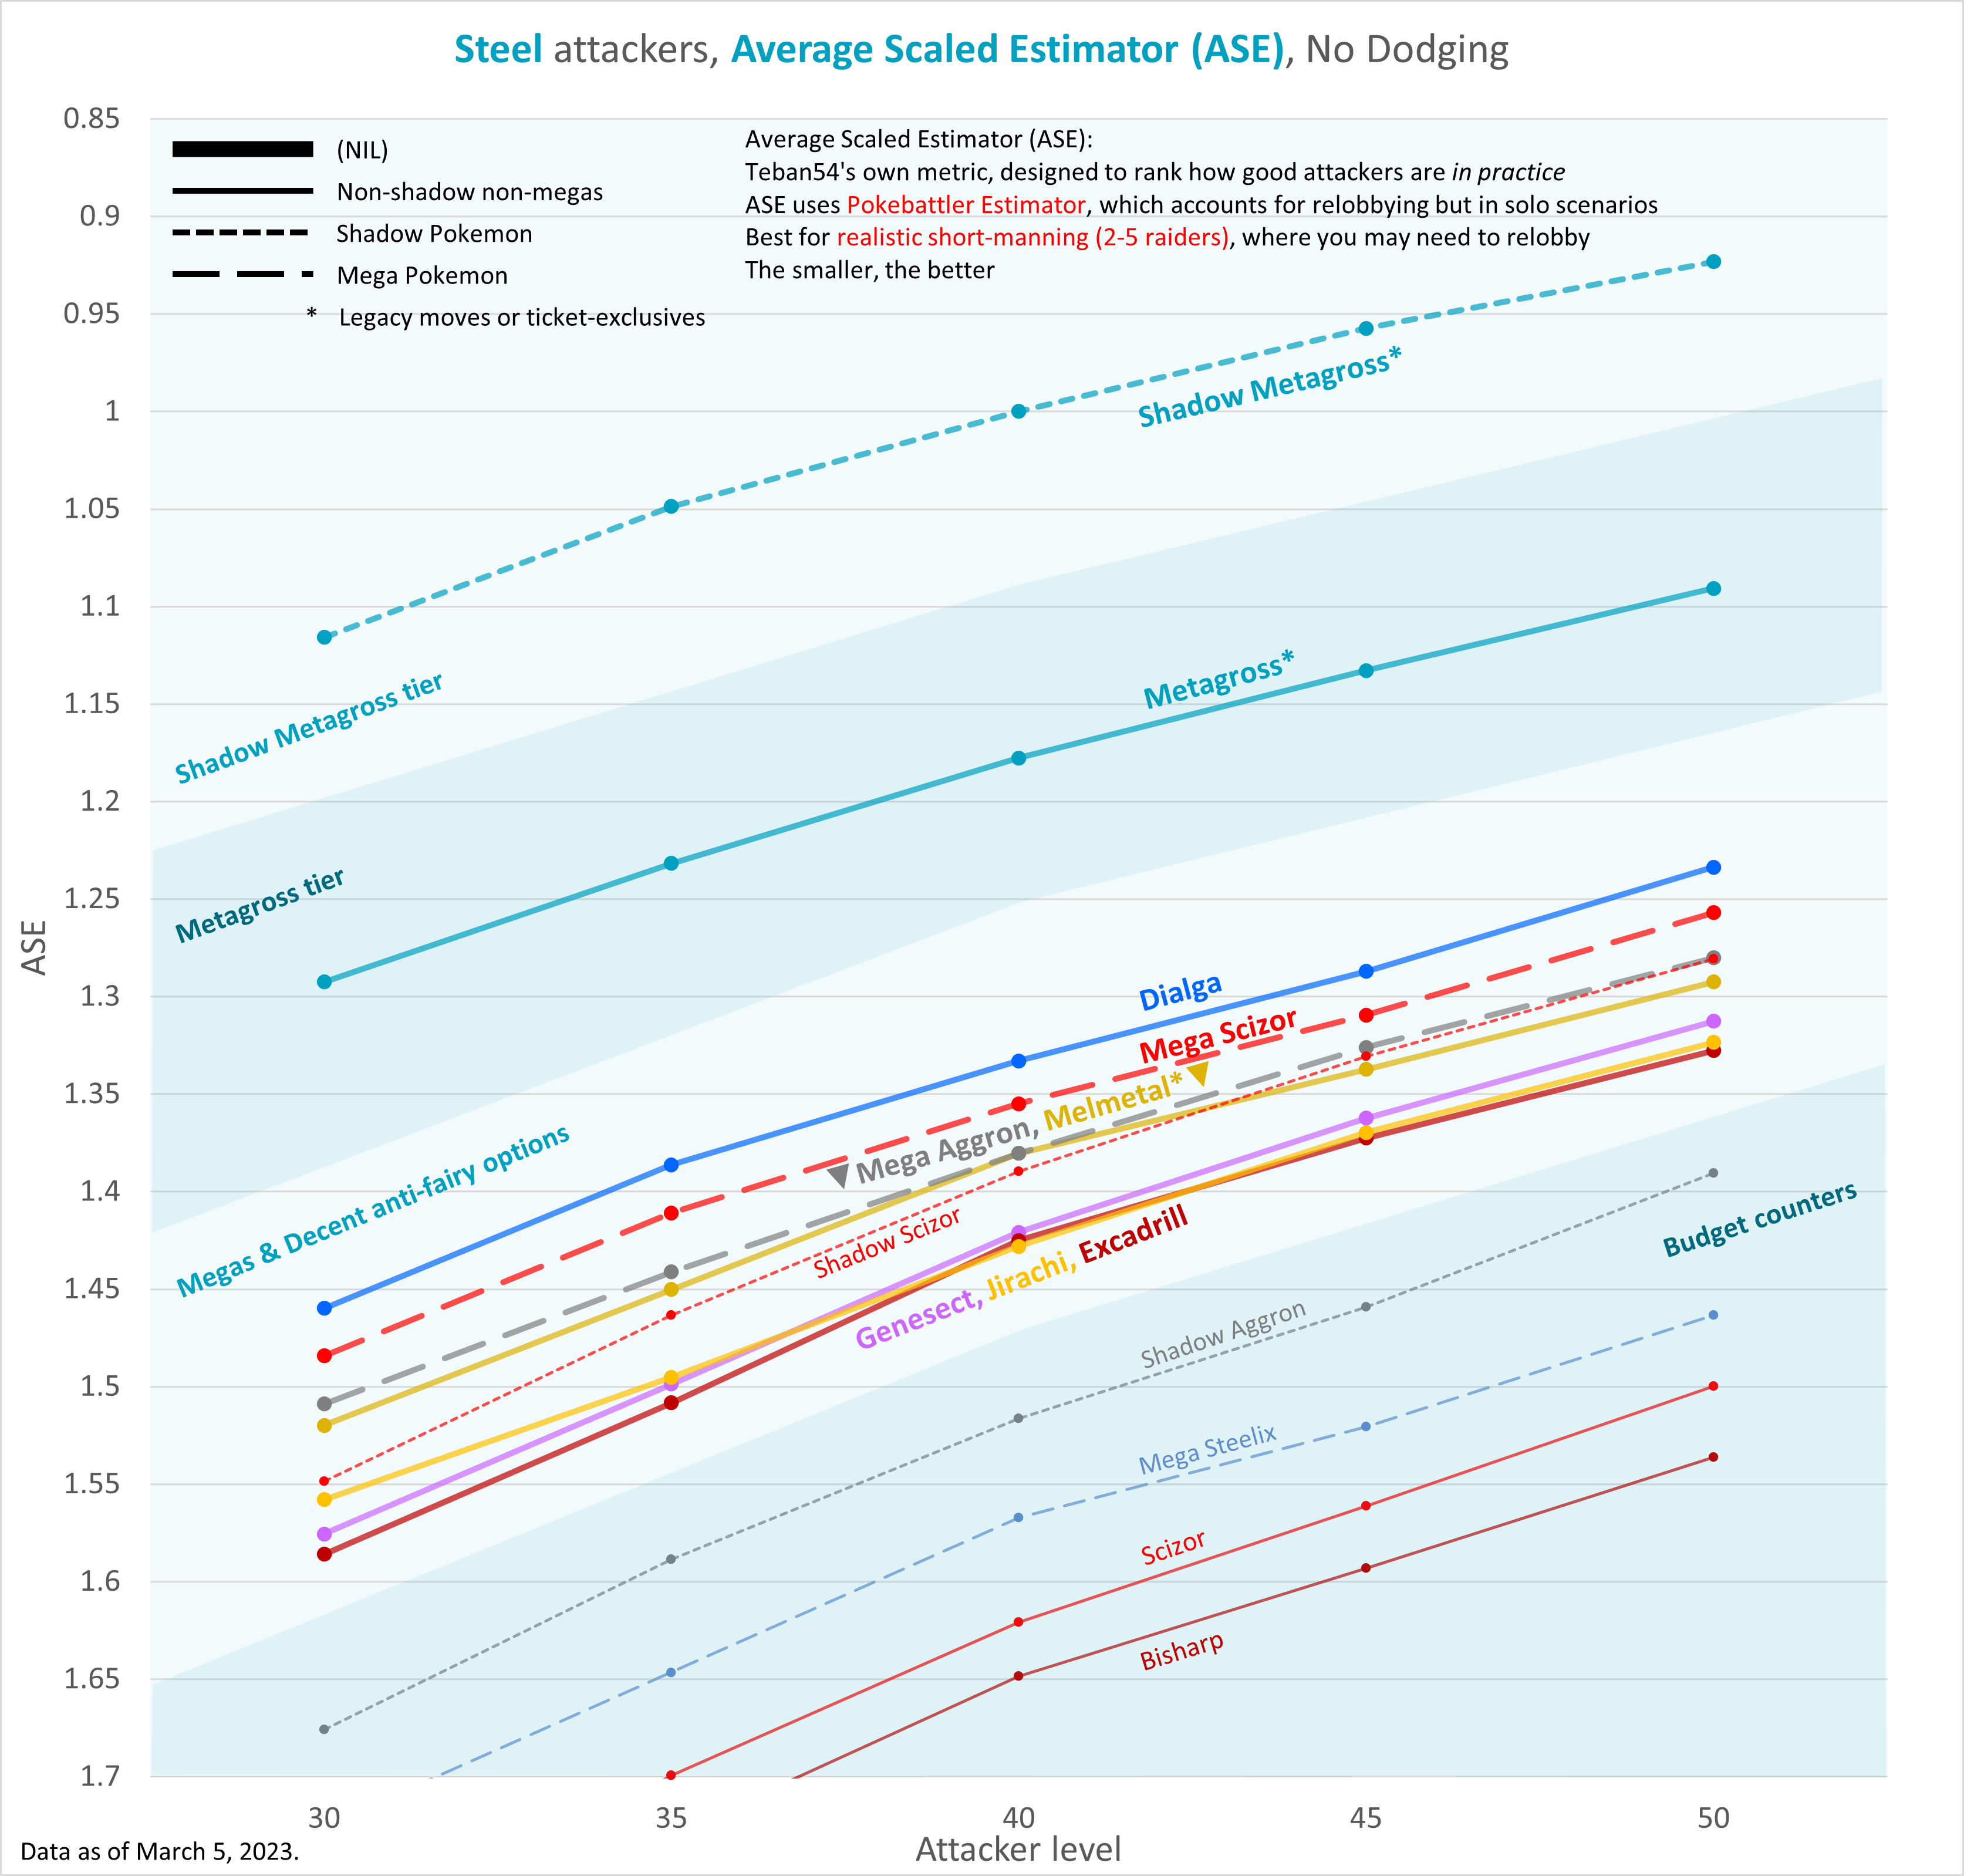 Steel attackers, Average Scaled Estimator (ASE), No Dodging
0.85
0.9
0.95
1
1.05
1.1
1.15
1.2
1.25
1.3
1.35
1.4
1.45
1.5
1.55
1.6
1.65
1.7
ASE
(NIL)
Non-shadow non-megas
Shadow Pokemon
Mega Pokemon
* Legacy moves or ticket-exclusives
Average Scaled Estimator (ASE):
Teban54's own metric, designed to rank how good attackers are in practice
ASE uses Pokebattler Estimator, which accounts for relobbying but in solo scenarios
Best for realistic short-manning (2-5 raiders), where you may need to relobby
The smaller, the better
Shadow Metagross*
Shadow Metagross tier
Metagross*
Metagross tier
Dialga
Mega Scizor
Mega Aggron, Melmetal*
Megas & Decent anti-fairy options
Shadow Scizor
Genesect, Jirachi, Excadrill
Budget counters
Shadow Aggron
Mega Steelix
Scizor
Bisharp
30
35
40
45
50
Attacker level
Data as of March 5, 2023.